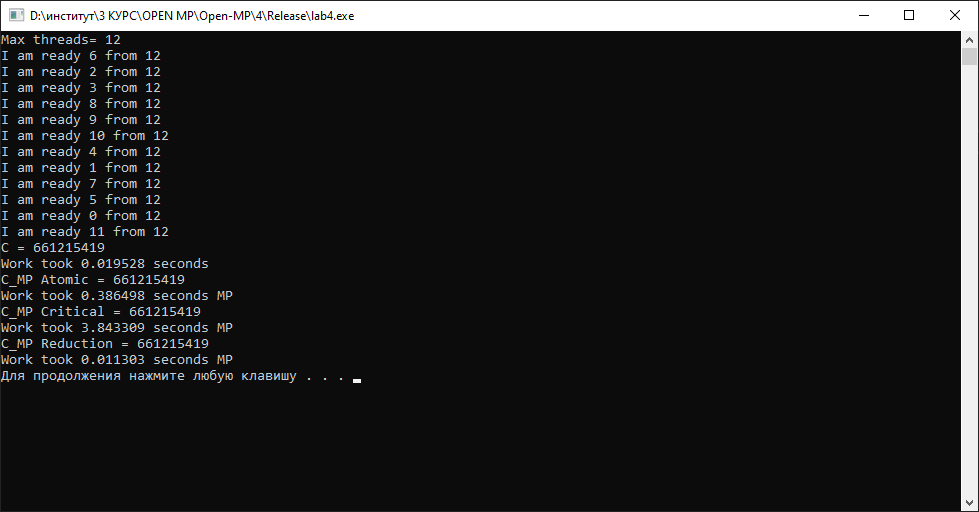 D:\институт\3 КУРС\OPEN MP\Open-MP\4\Release\lab4.exe
Max threads= 12
I am ready 6 from 12
I am ready 2 from 12
I am ready 3 from 12
I am ready 8 from 12
I am ready 9 from 12
I am ready 10 from 12
I am ready 4 from 12
I am ready 1 from 12
I am ready 7 from 12
I am ready 5 from 12
I am ready 0 from 12
I am ready 11 from 12
C = 661215419
Work took 0.019528 seconds
C_MP Atomic = 661215419
Work took 0.386498 seconds MP
C_MP Critical = 661215419
Work took 3.843309 seconds MP
C_MP Reduction = 661215419
Work took 0.011303 seconds MP
Для продолжения нажмите любую клавишу . . .